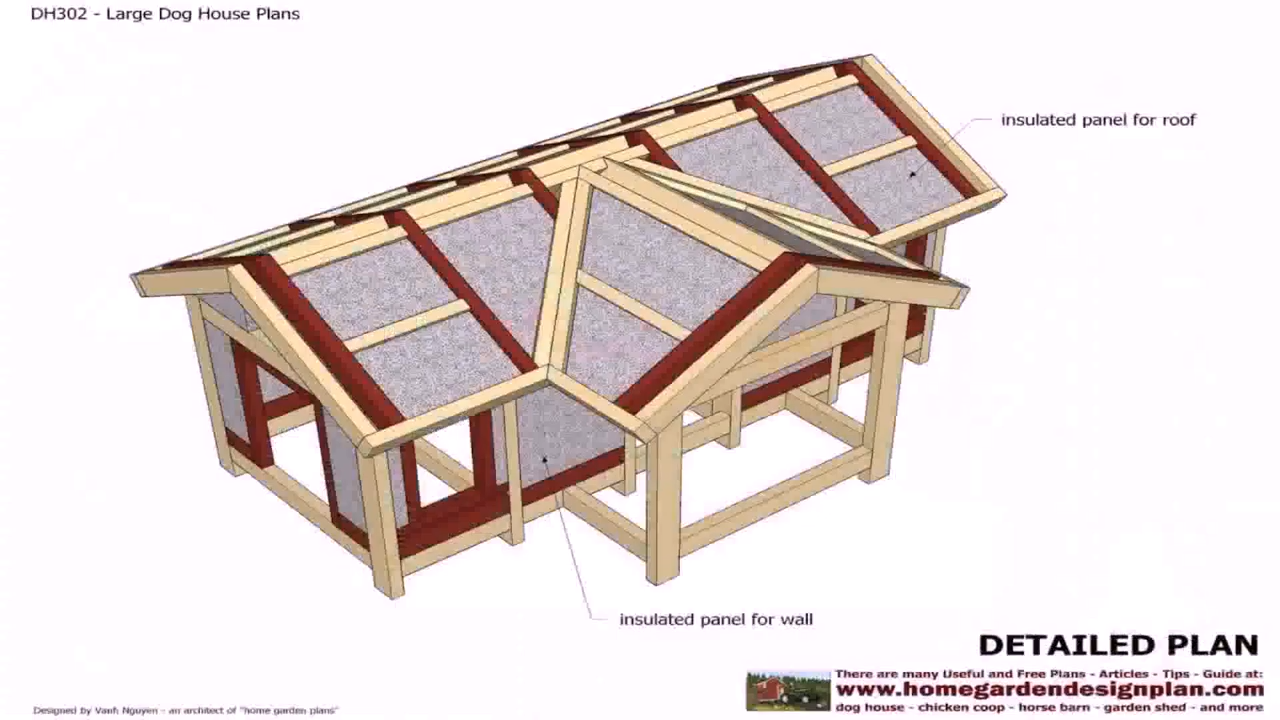 DH302 - Large Dog House Plans
insulated panel for roof
insulated panel for wall
DETAILED PLAN
There are many Useful and Free Plans - Articles - Tips - Guide at:
www.homegardendesignplan.com
dog house - chicken coop - horse barn - garden shed - and more
Designed by Vanh Nguyen - an architect of "home garden plans"